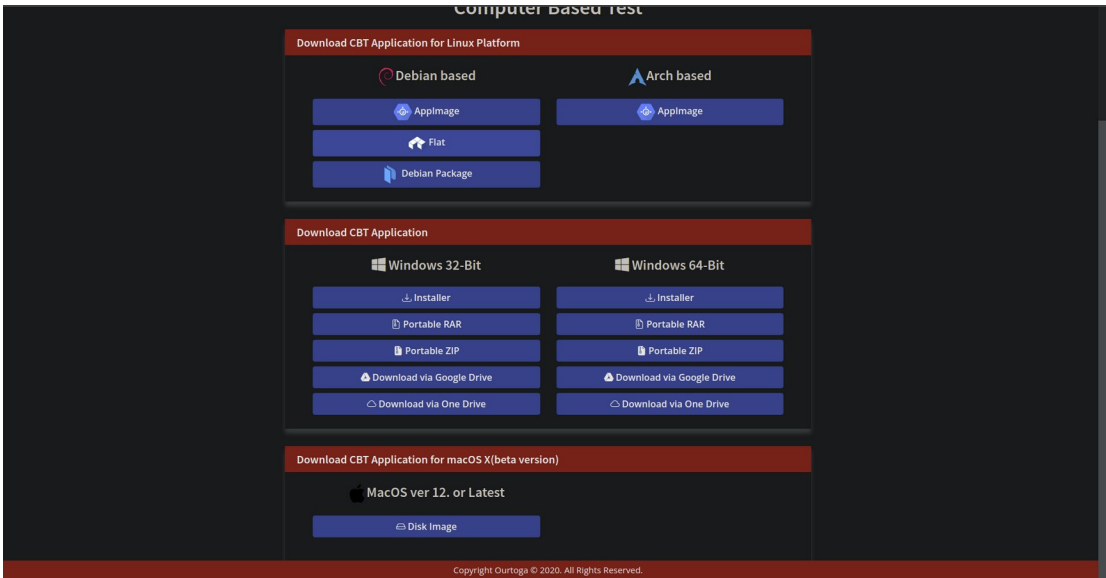 Computer Based Test
Download CBT Application for Linux Platform
Debian based
AppImage
Flat
Debian Package
Arch based
AppImage
Download CBT Application
Windows 32-Bit
Installer
Portable RAR
Portable ZIP
Download via Google Drive
Download via One Drive
Windows 64-Bit
Installer
Portable RAR
Portable ZIP
Download via Google Drive
Download via One Drive
Download CBT Application for macOS X(beta version)
MacOS ver 12. or Latest
Disk Image
Copyright Ourtoga © 2020. All Rights Reserved.